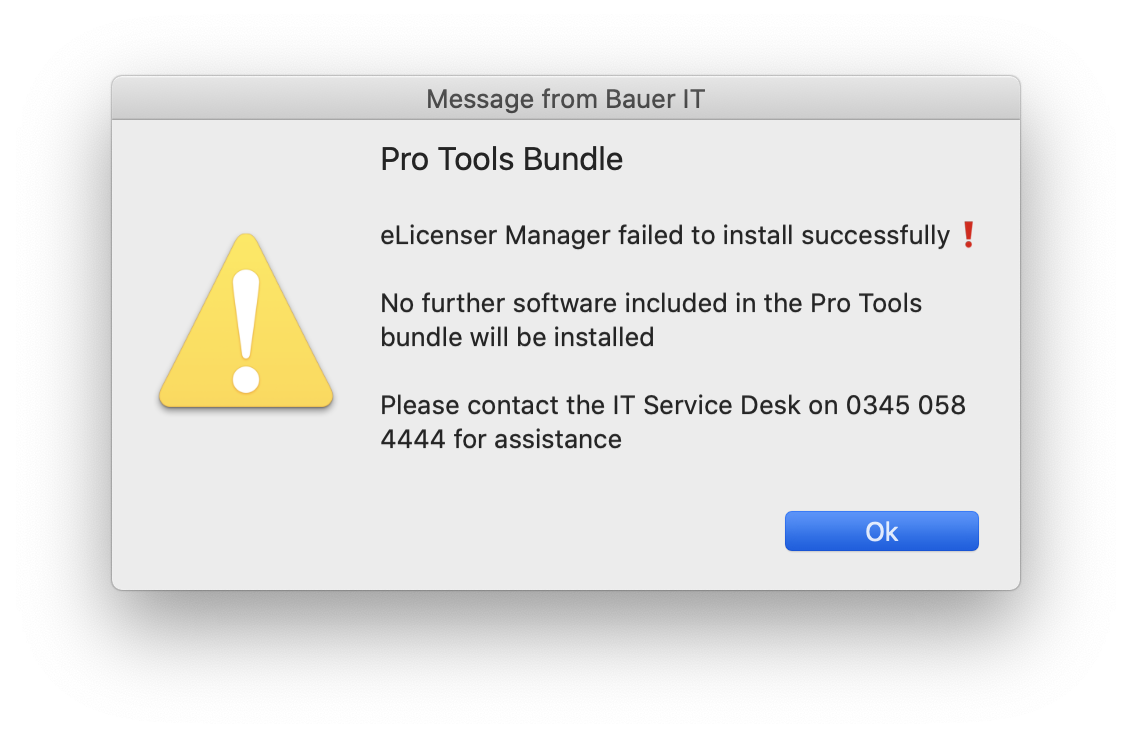 Message from Bauer IT
Pro Tools Bundle
eLicenser Manager failed to install successfully ❗
No further software included in the Pro Tools
bundle will be installed
Please contact the IT Service Desk on 0345 058
4444 for assistance
Ok